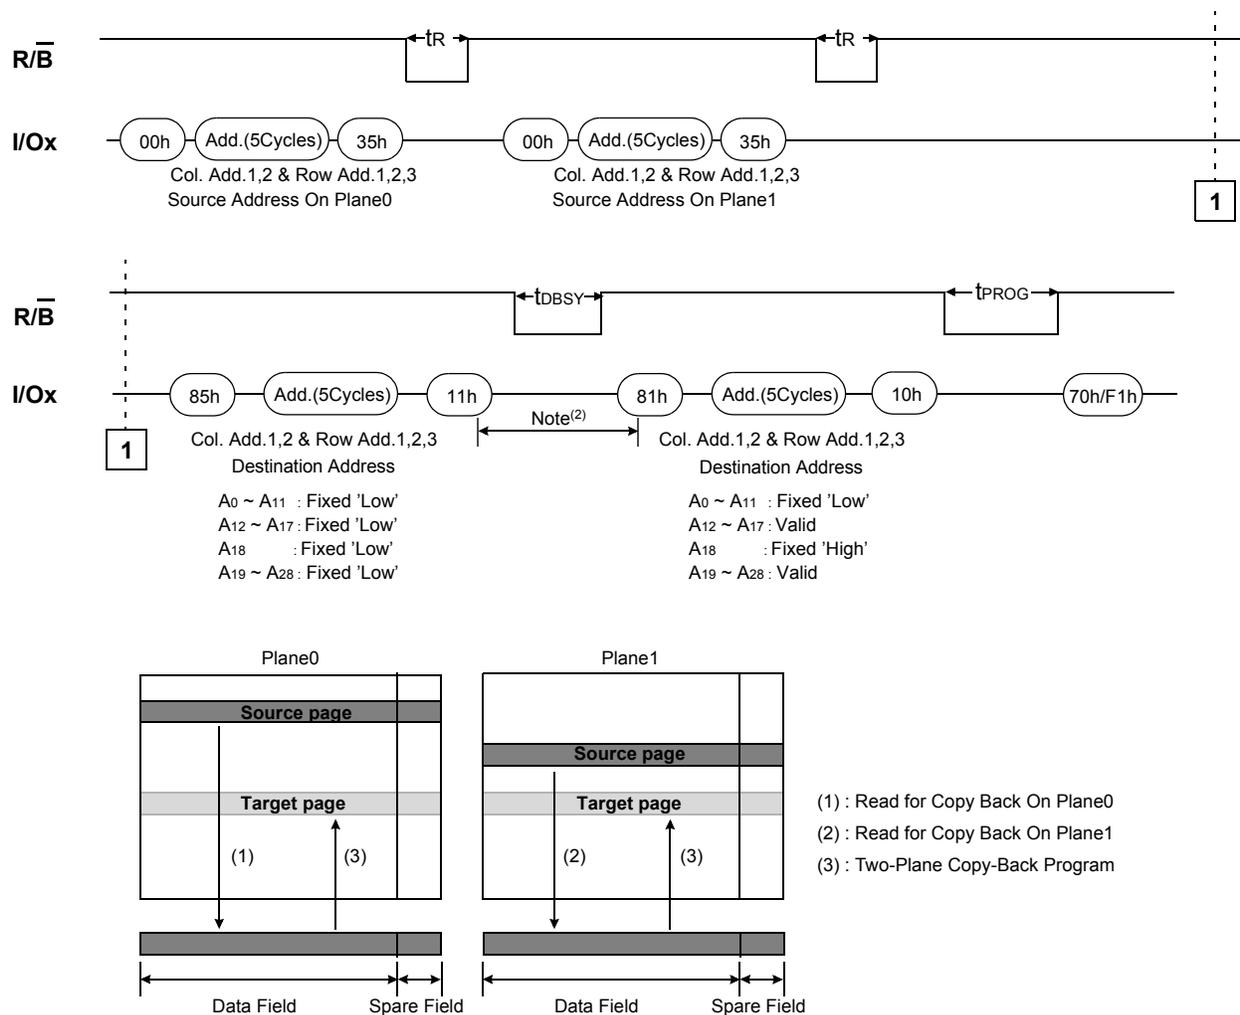 R/B
tR
tR
I/Ox
00h
Add.(5Cycles)
35h
00h
Add.(5Cycles)
35h
Col. Add.1,2 & Row Add.1,2,3
Source Address On Plane0
Col. Add.1,2 & Row Add.1,2,3
Source Address On Plane1
1
R/B
tDBSY
tPROG
I/Ox
85h
Add.(5Cycles)
11h
Note(2)
81h
Add.(5Cycles)
10h
70h/F1h
1
Col. Add.1,2 & Row Add.1,2,3
Destination Address
A0 ~ A11 : Fixed ’Low’
A12 ~ A17 : Fixed ’Low’
A18 : Fixed ’Low’
A19 ~ A28 : Fixed ’Low’
Col. Add.1,2 & Row Add.1,2,3
Destination Address
A0 ~ A11 : Fixed ’Low’
A12 ~ A17 : Valid
A18 : Fixed ’High’
A19 ~ A28 : Valid
Plane0
Source page
Target page
(1)
(3)
Data Field
Spare Field
Plane1
Source page
Target page
(2)
(3)
Data Field
Spare Field
(1) : Read for Copy Back On Plane0
(2) : Read for Copy Back On Plane1
(3) : Two-Plane Copy-Back Program